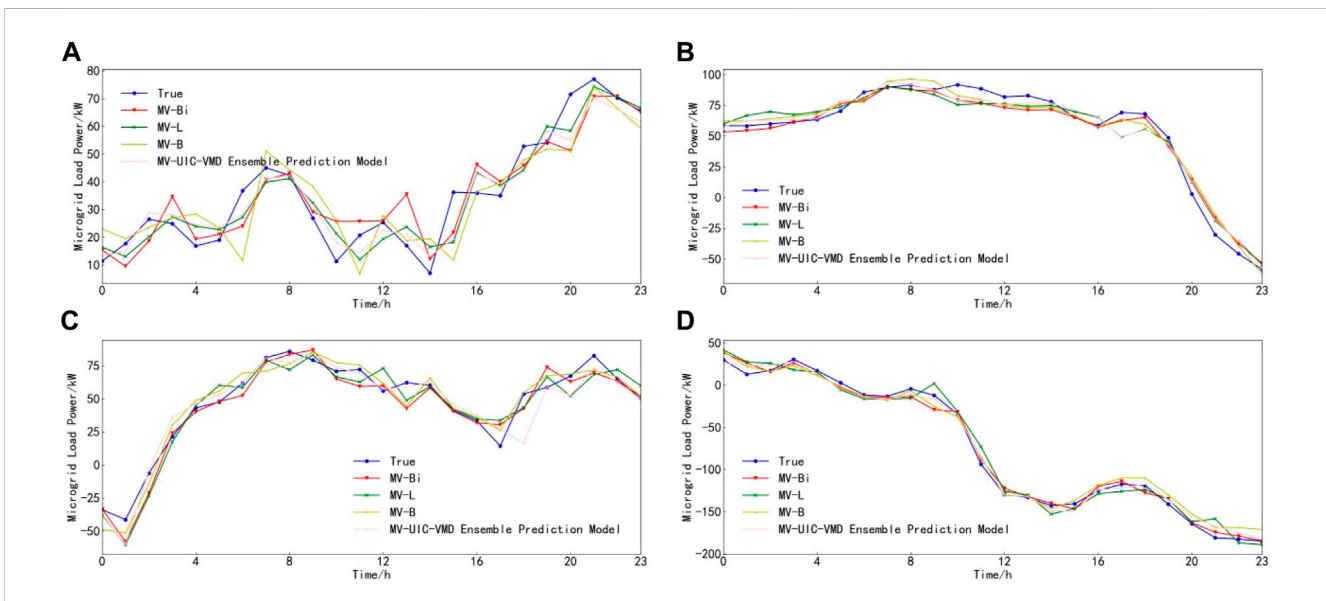 A
Microgrid Load Power/kW
80
70
60
50
40
30
20
10
True
MV-Bi
MV-L
MV-B
MV-UIC-VMD Ensemble Prediction Model
0 4 8 12 16 20 23
Time/h
B
Microgrid Load Power/kW
100
75
50
25
0
−25
−50
True
MV-Bi
MV-L
MV-B
MV-UIC-VMD Ensemble Prediction Model
0 4 8 12 16 20 23
Time/h
C
Microgrid Load Power/kW
75
50
25
0
−25
−50
True
MV-Bi
MV-L
MV-B
MV-UIC-VMD Ensemble Prediction Model
0 4 8 12 16 20 23
Time/h
D
Microgrid Load Power/kW
50
0
−50
−100
−150
−200
True
MV-Bi
MV-L
MV-B
MV-UIC-VMD Ensemble Prediction Model
0 4 8 12 16 20 23
Time/h